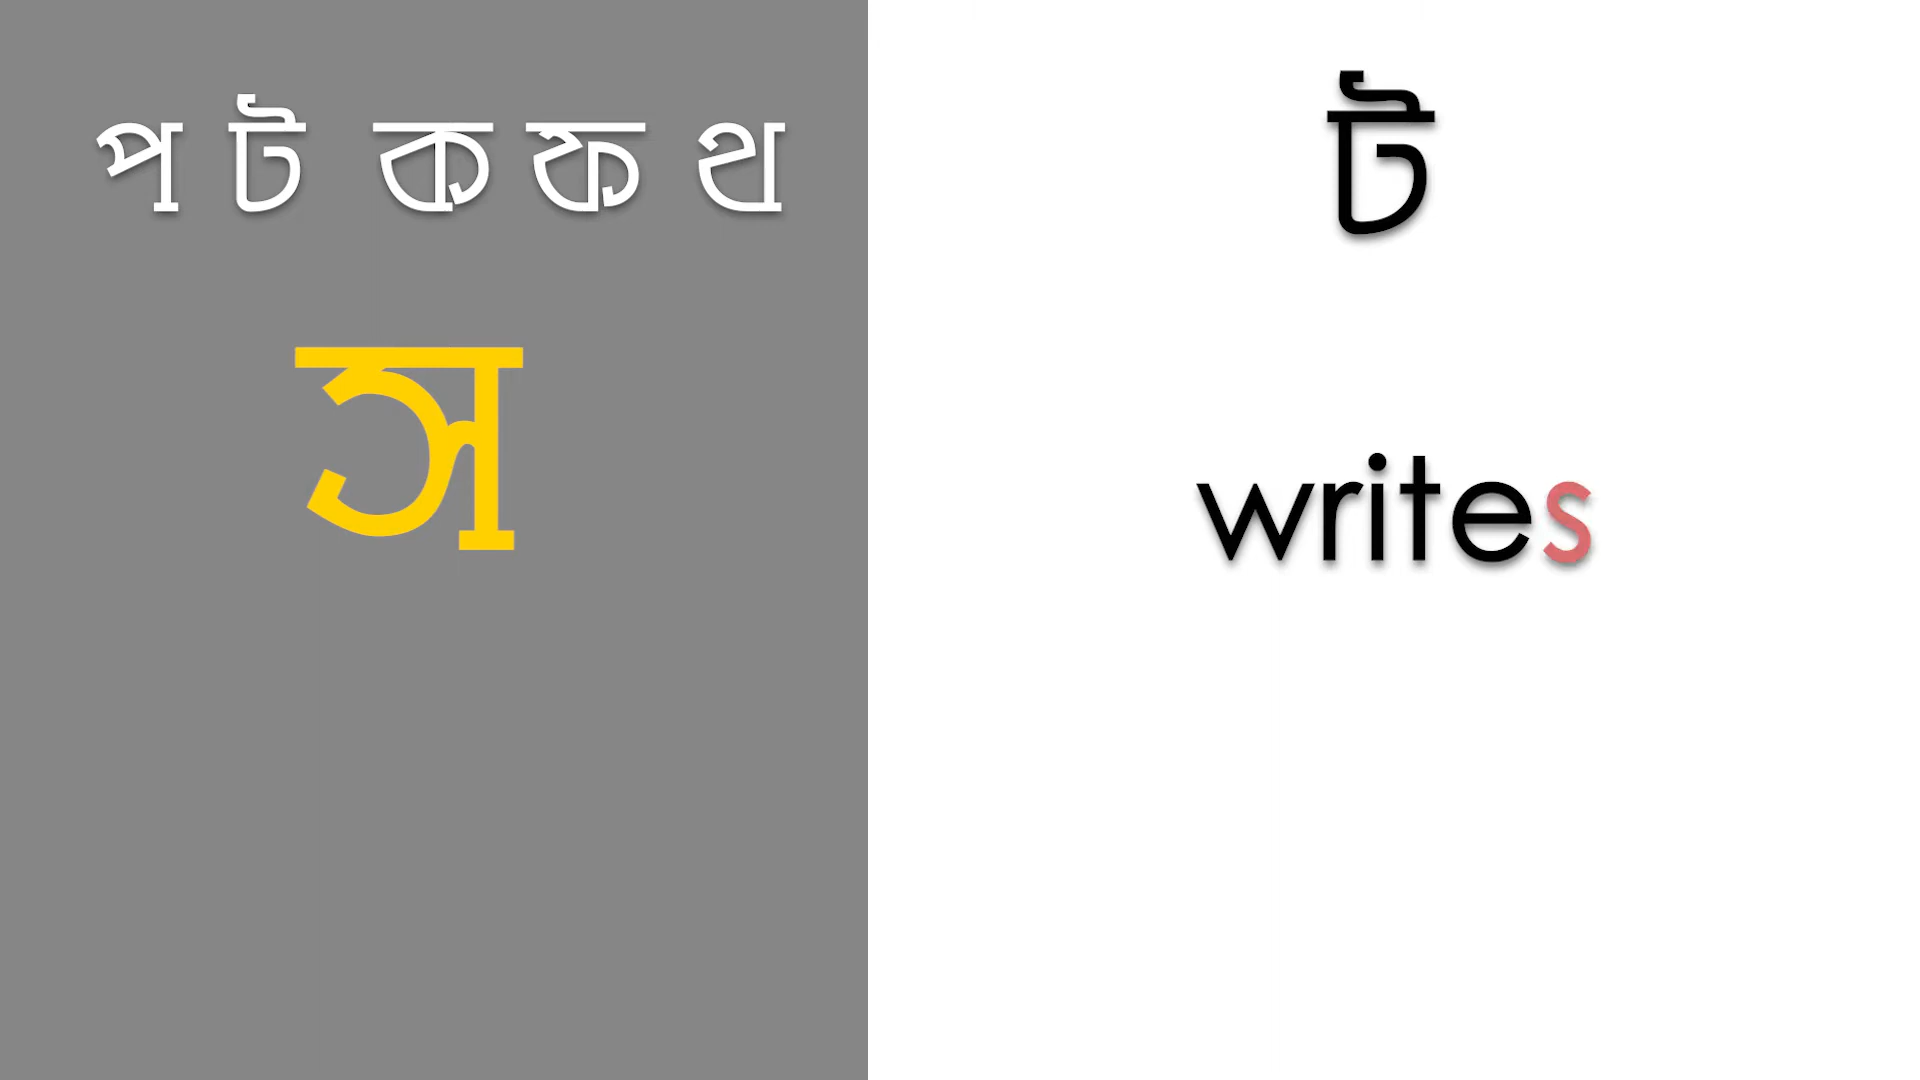 প ট ক ফ থ
স
ট
writes